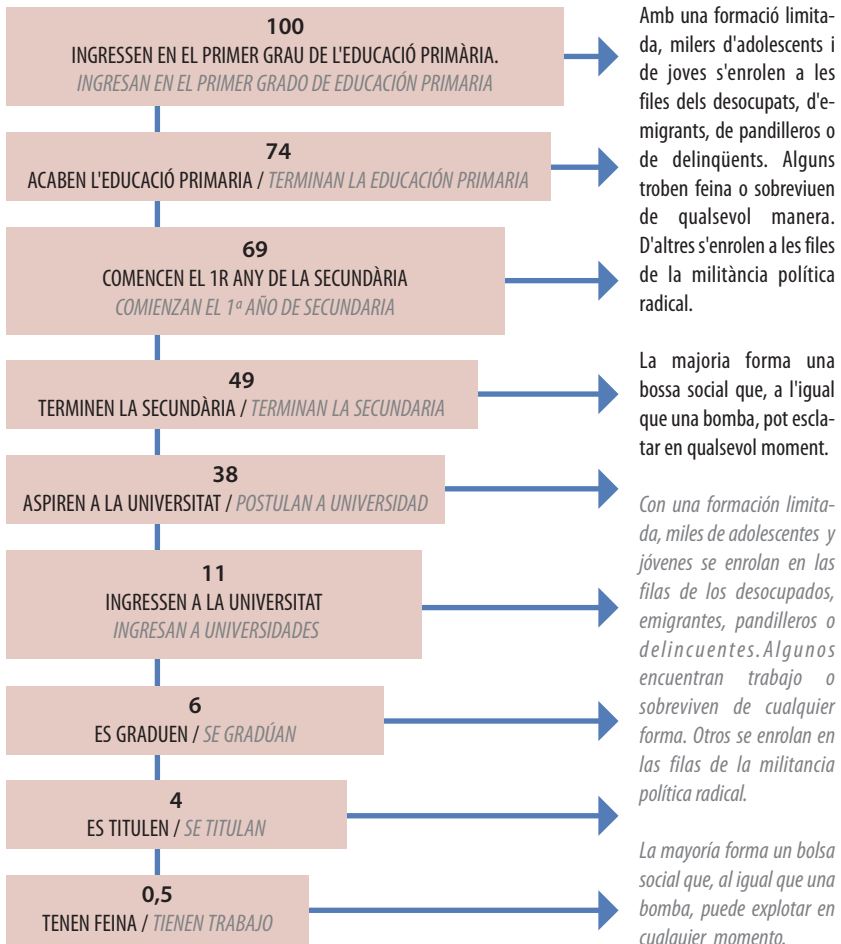 100
INGRESSEN EN EL PRIMER GRAU DE L'EDUCACIÓ PRIMÀRIA.
INGRESAN EN EL PRIMER GRADO DE EDUCACIÓN PRIMARIA
74
ACABEN L'EDUCACIÓ PRIMARIA / TERMINAN LA EDUCACIÓN PRIMARIA
69
COMENCEN EL 1R ANY DE LA SECUNDÀRIA
COMIENZAN EL 1ª AÑO DE SECUNDARIA
49
TERMINEN LA SECUNDÀRIA / TERMINAN LA SECUNDARIA
38
ASPIREN A LA UNIVERSITAT / POSTULAN A UNIVERSIDAD
11
INGRESSEN A LA UNIVERSITAT
INGRESAN A UNIVERSIDADES
6
ES GRADUEN / SE GRADÚAN
4
ES TITULEN / SE TITULAN
0,5
TENEN FEINA / TIENEN TRABAJO
Amb una formació limita-
da, milers d'adolescents i
de joves s'enrolen a les
files dels desocupats, d'e-
migrants, de pandilleros o
de delinqüents. Alguns
troben feina o sobreviuen
de qualsevol manera.
D'altres s'enrolen a les files
de la militància política
radical.
La majoria forma una
bossa social que, a l'igual
que una bomba, pot escla-
tar en qualsevol moment.
Con una formación limita-
da, miles de adolescentes y
jóvenes se enrolan en las
filas de los desocupados,
emigrantes, pandilleros o
delincuentes. Algunos
encuentran trabajo o
sobreviven de cualquier
forma. Otros se enrolan en
las filas de la militancia
política radical.
La mayoría forma un bolsa
social que, al igual que una
bomba, puede explotar en
cualquier momento.